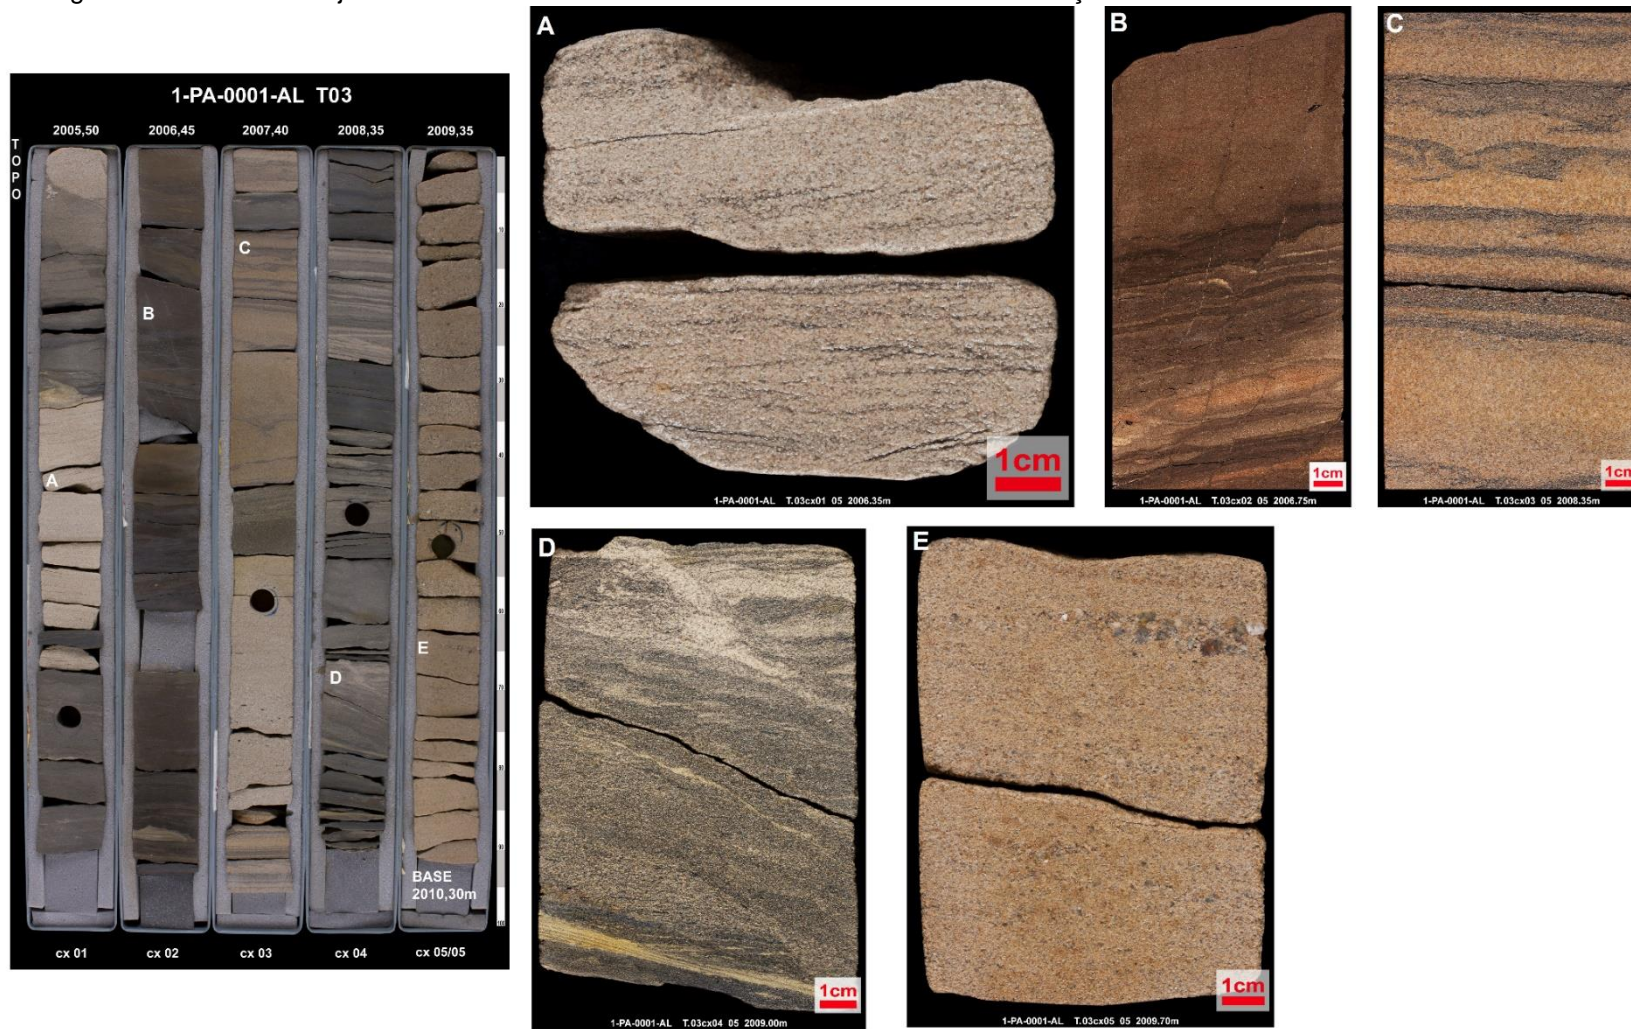 1-PA-0001-AL T03
2005,50 2006,45 2007,40 2008,35 2009,35
TOPO
A
B
C
D
E
BASE
2010,30m
cx 01 cx 02 cx 03 cx 04 cx 05/05
A
1cm
1-PA-0001-AL T.03cx01 05 2006.35m
B
1cm
1-PA-0001-AL T.03cx02 05 2006.75m
C
1cm
1-PA-0001-AL T.03cx03 05 2008.35m
D
1cm
1-PA-0001-AL T.03cx04 05 2009.00m
E
1cm
1-PA-0001-AL T.03cx05 05 2009.70m